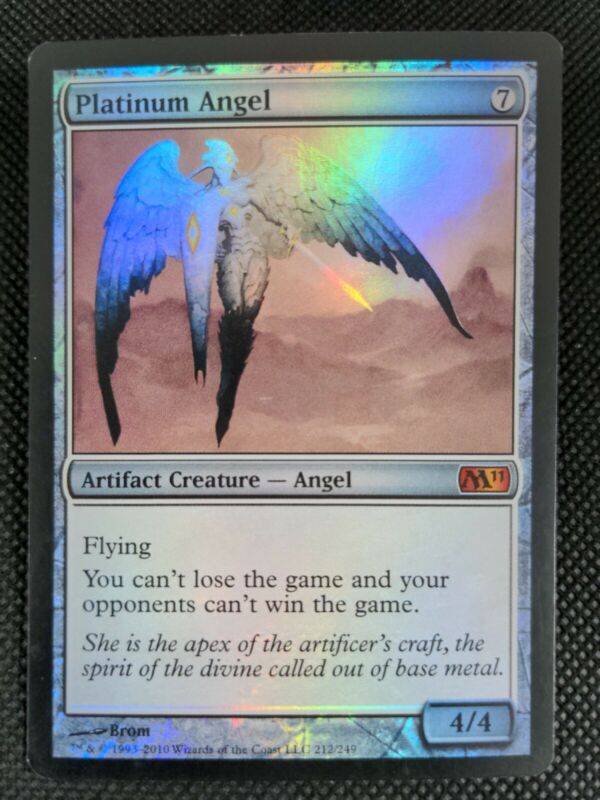 Platinum Angel 7
Artifact Creature — Angel M11
Flying
You can't lose the game and your
opponents can't win the game.
She is the apex of the artificer's craft, the
spirit of the divine called out of base metal.
4/4
Brom
™ & © 1993–2010 Wizards of the Coast LLC 212/249